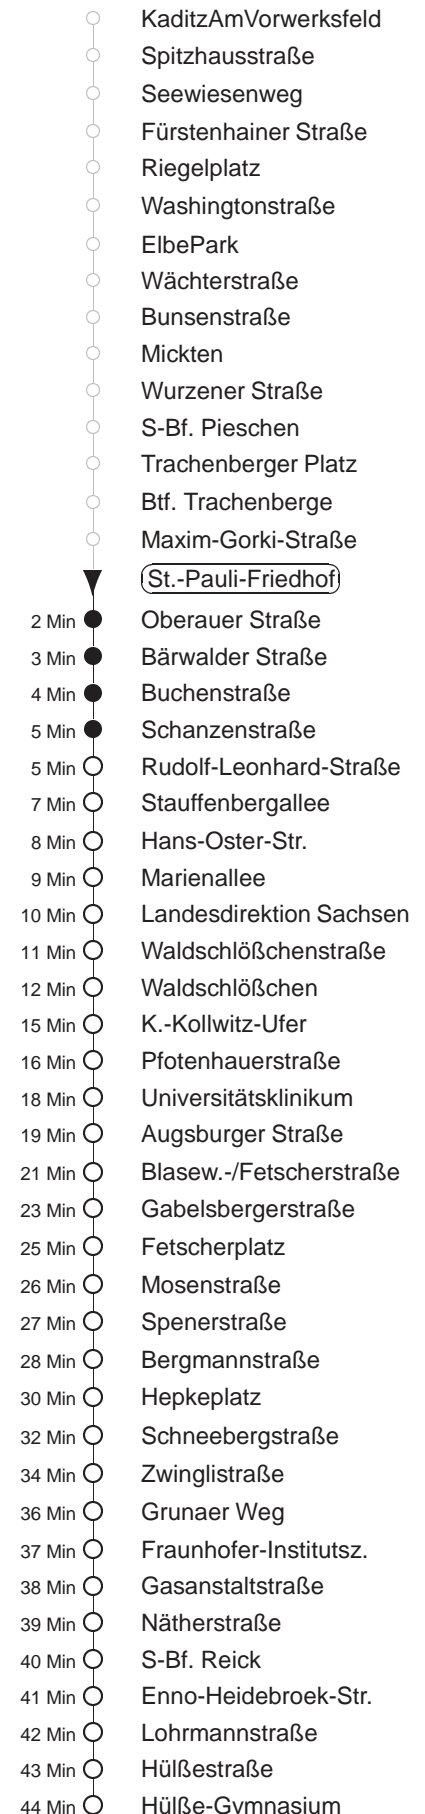 KaditzAmVorwerksfeld
Spitzhausstraße
Seewiesenweg
Fürstenhainer Straße
Riegelplatz
Washingtonstraße
ElbePark
Wächterstraße
Bunsenstraße
Mickten
Wurzener Straße
S-Bf. Pieschen
Trachenberger Platz
Btf. Trachenberge
Maxim-Gorki-Straße
St.-Pauli-Friedhof
2 Min Oberauer Straße
3 Min Bärwalder Straße
4 Min Buchenstraße
5 Min Schanzenstraße
5 Min Rudolf-Leonhard-Straße
7 Min Stauffenbergallee
8 Min Hans-Oster-Str.
9 Min Marienallee
10 Min Landesdirektion Sachsen
11 Min Waldschlößchenstraße
12 Min Waldschlößchen
15 Min K.-Kollwitz-Ufer
16 Min Pfotenhauerstraße
18 Min Universitätsklinikum
19 Min Augsburger Straße
21 Min Blasew.-/Fetscherstraße
23 Min Gabelsbergerstraße
25 Min Fetscherplatz
26 Min Mosenstraße
27 Min Spenerstraße
28 Min Bergmannstraße
30 Min Hepkeplatz
32 Min Schneebergstraße
34 Min Zwinglistraße
36 Min Grunaer Weg
37 Min Fraunhofer-Institutsz.
38 Min Gasanstaltstraße
39 Min Nätherstraße
40 Min S-Bf. Reick
41 Min Enno-Heidebroek-Str.
42 Min Lohrmannstraße
43 Min Hülßestraße
44 Min Hülße-Gymnasium